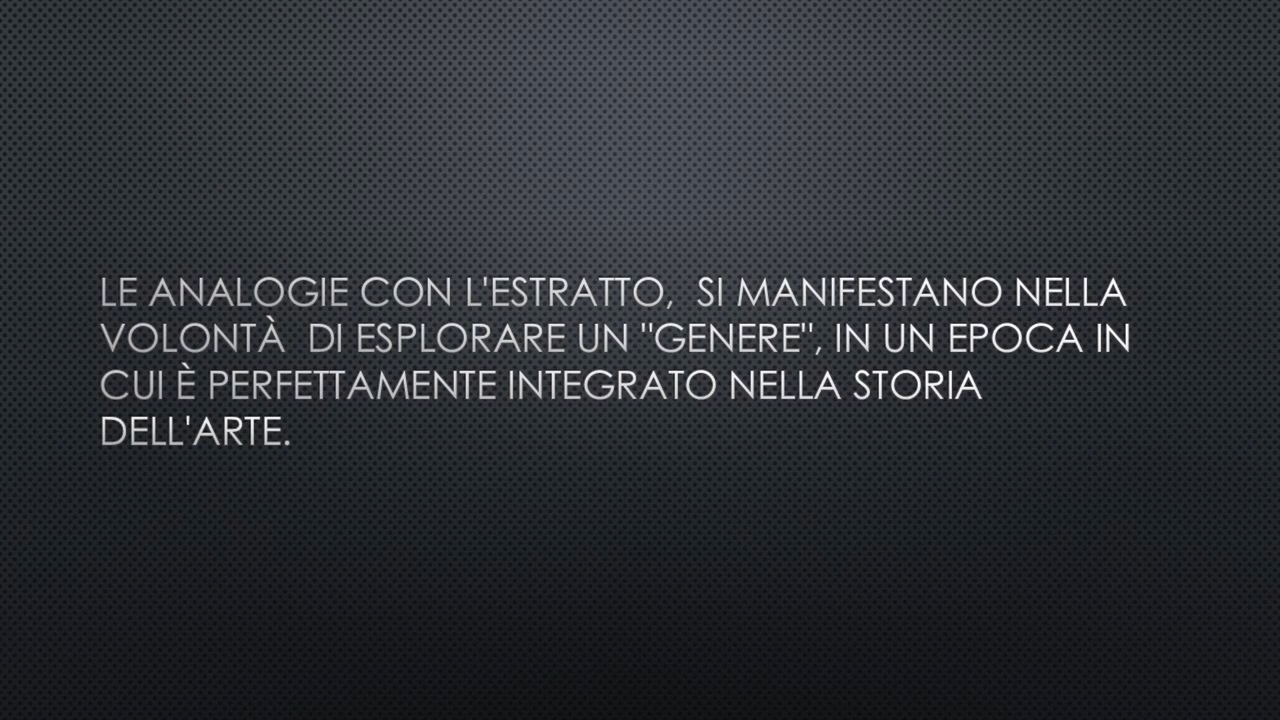 LE ANALOGIE CON L'ESTRATTO,  SI MANIFESTANO NELLA
VOLONTÀ  DI ESPLORARE UN "GENERE", IN UN EPOCA IN
CUI È PERFETTAMENTE INTEGRATO NELLA STORIA
DELL'ARTE.